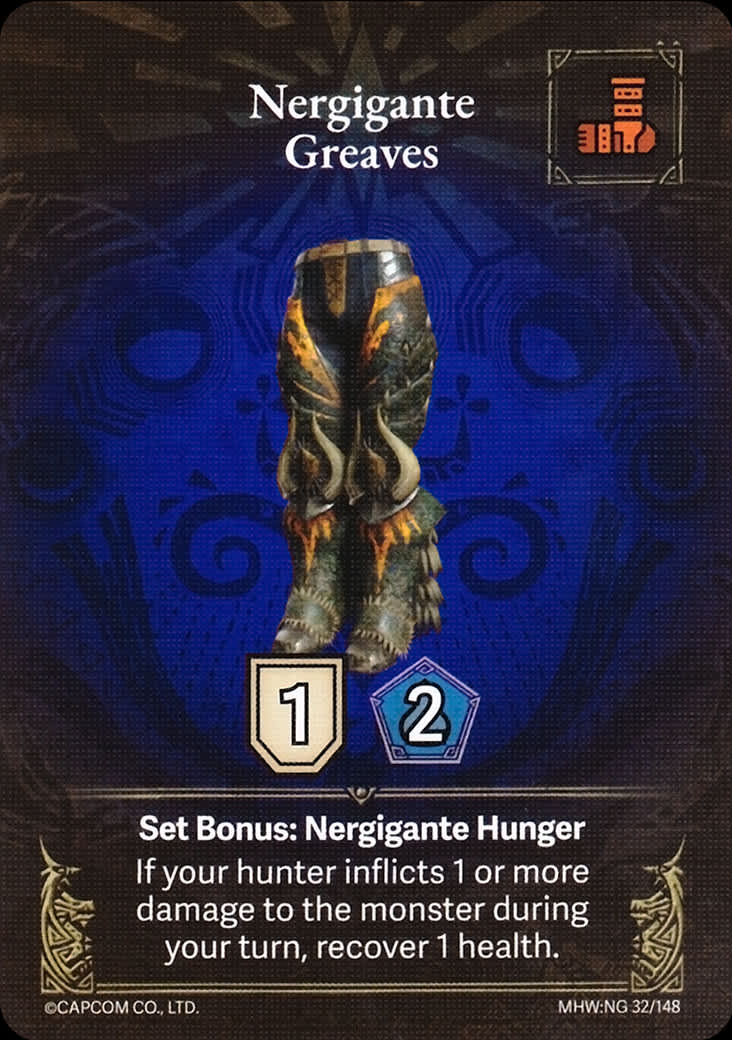 Nergigante
Greaves
1
2
Set Bonus: Nergigante Hunger
If your hunter inflicts 1 or more
damage to the monster during
your turn, recover 1 health.
©CAPCOM CO., LTD.
MHW:NG 32/148